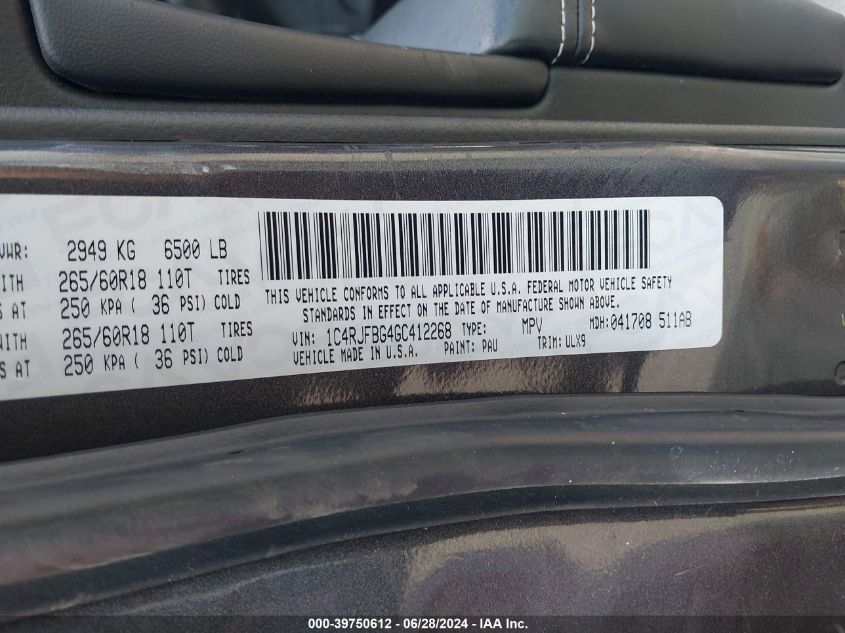 VWR: 2949 KG 6500 LB
WITH 265/60R18 110T TIRES
S AT 250 KPA ( 36 PSI) COLD
WITH 265/60R18 110T TIRES
S AT 250 KPA ( 36 PSI) COLD
THIS VEHICLE CONFORMS TO ALL APPLICABLE U.S.A. FEDERAL MOTOR VEHICLE SAFETY
STANDARDS IN EFFECT ON THE DATE OF MANUFACTURE SHOWN ABOVE.
VIN: 1C4RJFBG4GC412268 TYPE: MPV MDH: 041708 511AB
VEHICLE MADE IN U.S.A. PAINT: PAU TRIM: ULX9
000-39750612 - 06/28/2024 - IAA Inc.